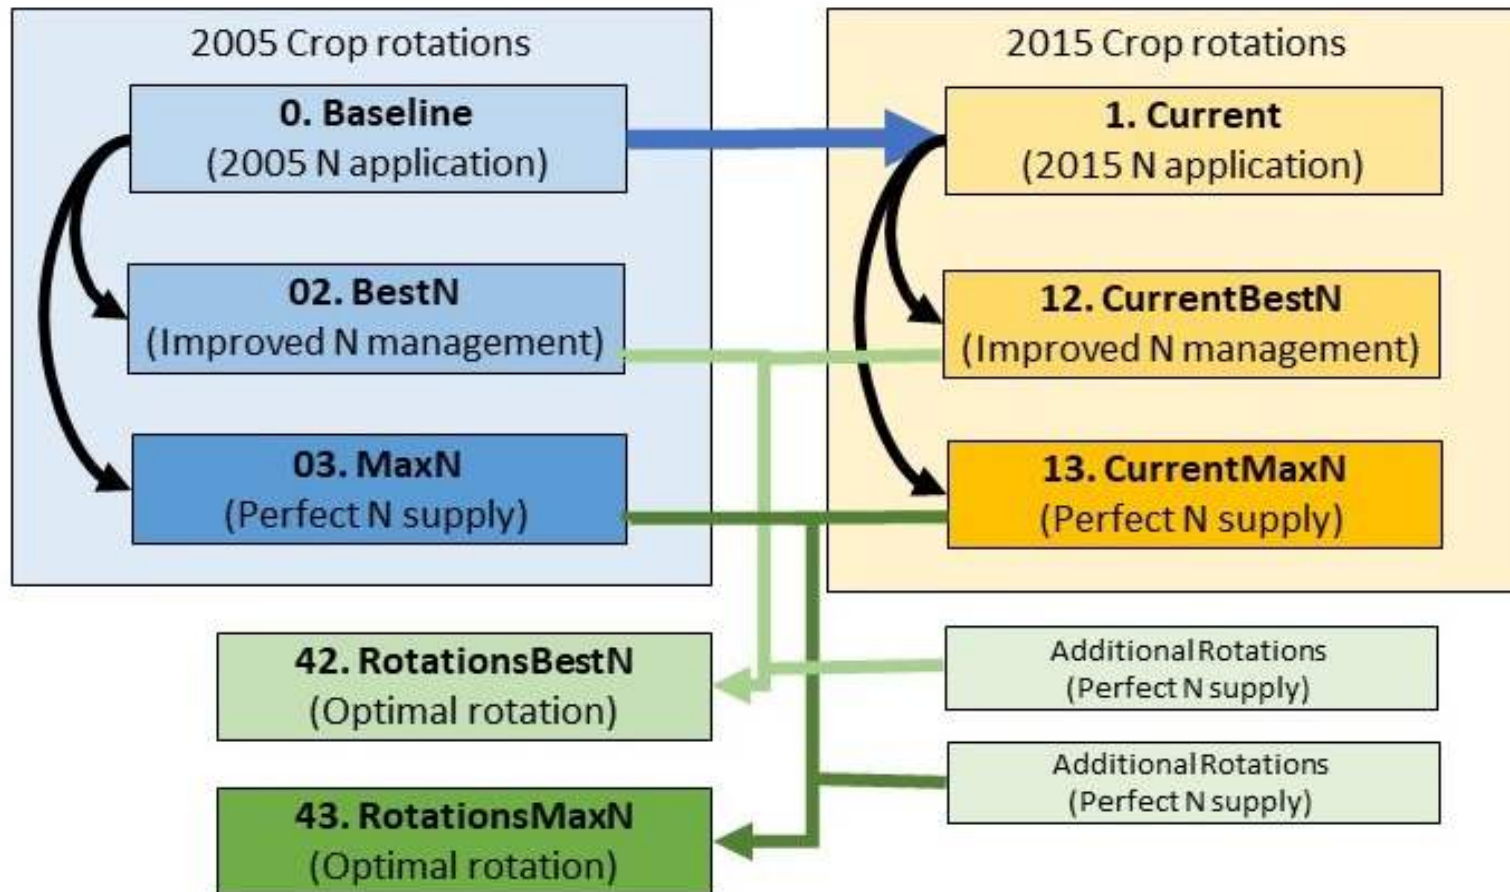 2005 Crop rotations
0. Baseline
(2005 N application)
02. BestN
(Improved N management)
03. MaxN
(Perfect N supply)
2015 Crop rotations
1. Current
(2015 N application)
12. CurrentBestN
(Improved N management)
13. CurrentMaxN
(Perfect N supply)
42. RotationsBestN
(Optimal rotation)
43. RotationsMaxN
(Optimal rotation)
Additional Rotations
(Perfect N supply)
Additional Rotations
(Perfect N supply)